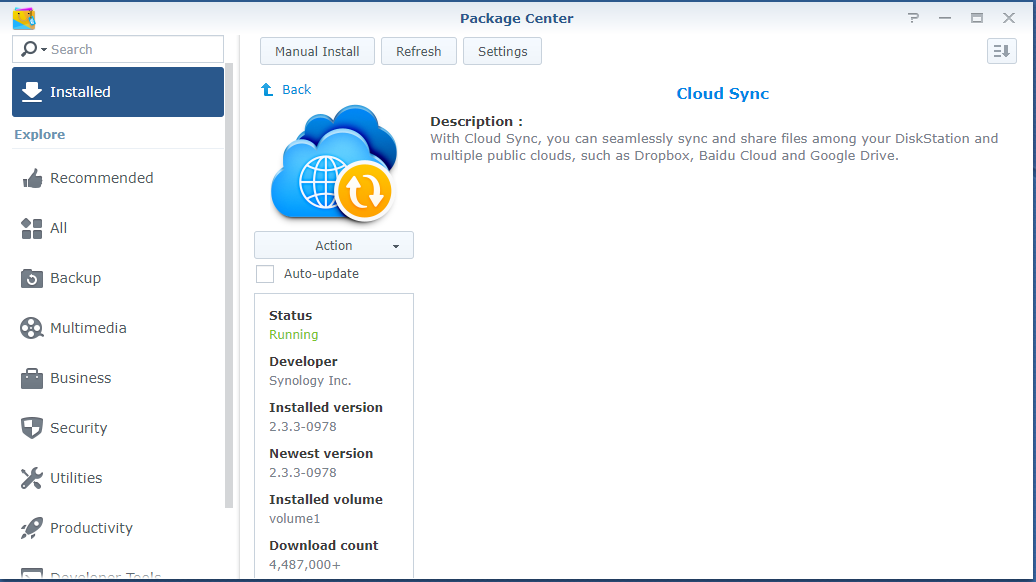 Package Center
Search
Manual Install
Refresh
Settings
Installed
Explore
Recommended
All
Backup
Multimedia
Business
Security
Utilities
Productivity
Developer Tools
Back
Cloud Sync
Description :
With Cloud Sync, you can seamlessly sync and share files among your DiskStation and
multiple public clouds, such as Dropbox, Baidu Cloud and Google Drive.
Action
Auto-update
Status
Running
Developer
Synology Inc.
Installed version
2.3.3-0978
Newest version
2.3.3-0978
Installed volume
volume1
Download count
4,487,000+